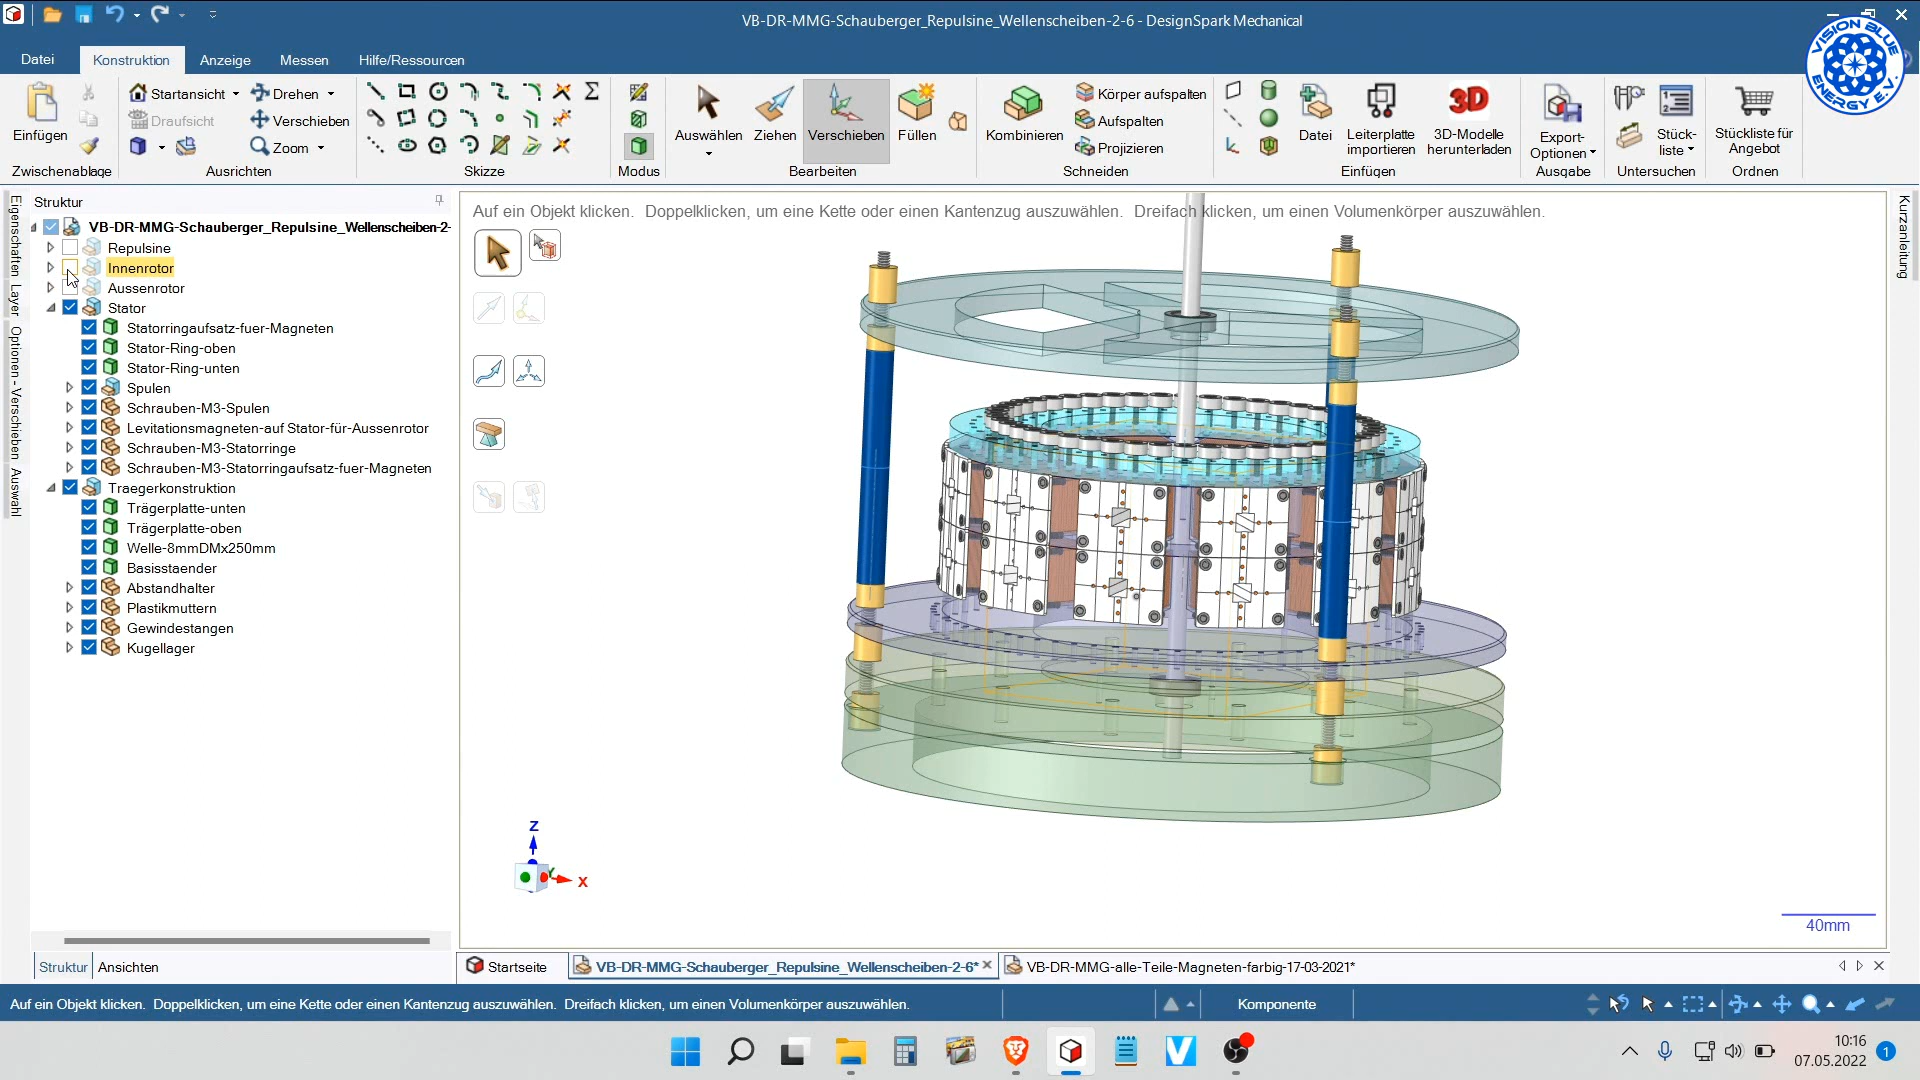 VB-DR-MMG-Schauberger_Repulsine_Wellenscheiben-2-6 - DesignSpark Mechanical
VISION BLUE ENERGY E.V.
Datei Konstruktion Anzeige Messen Hilfe/Ressourcen
Einfügen
Zwischenablage
Startansicht Drehen
Draufsicht Verschieben
Zoom
Ausrichten
Skizze
Modus
Auswählen Ziehen Verschieben Füllen
Bearbeiten
Kombinieren
Körper aufspalten
Aufspalten
Projizieren
Schneiden
Datei
Leiterplatte importieren
3D
3D-Modelle herunterladen
Einfügen
Export-Optionen
Ausgabe
Stück-liste
Untersuchen
Stückliste für Angebot
Ordnen
Eigenschaften
Layer
Optionen - Verschieben
Auswahl
Struktur
VB-DR-MMG-Schauberger_Repulsine_Wellenscheiben-2-
Repulsine
Innenrotor
Aussenrotor
Stator
Statorringaufsatz-fuer-Magneten
Stator-Ring-oben
Stator-Ring-unten
Spulen
Schrauben-M3-Spulen
Levitationsmagneten-auf Stator-für-Aussenrotor
Schrauben-M3-Statorringe
Schrauben-M3-Statorringaufsatz-fuer-Magneten
Traegerkonstruktion
Trägerplatte-unten
Trägerplatte-oben
Welle-8mmDMx250mm
Basisstaender
Abstandhalter
Plastikmuttern
Gewindestangen
Kugellager
Struktur Ansichten
Auf ein Objekt klicken. Doppelklicken, um eine Kette oder einen Kantenzug auszuwählen. Dreifach klicken, um einen Volumenkörper auszuwählen.
Z
Y
X
40mm
Kurzanleitung
Startseite VB-DR-MMG-Schauberger_Repulsine_Wellenscheiben-2-6* VB-DR-MMG-alle-Teile-Magneten-farbig-17-03-2021*
Auf ein Objekt klicken. Doppelklicken, um eine Kette oder einen Kantenzug auszuwählen. Dreifach klicken, um einen Volumenkörper auszuwählen.
Komponente
10:16
07.05.2022
1